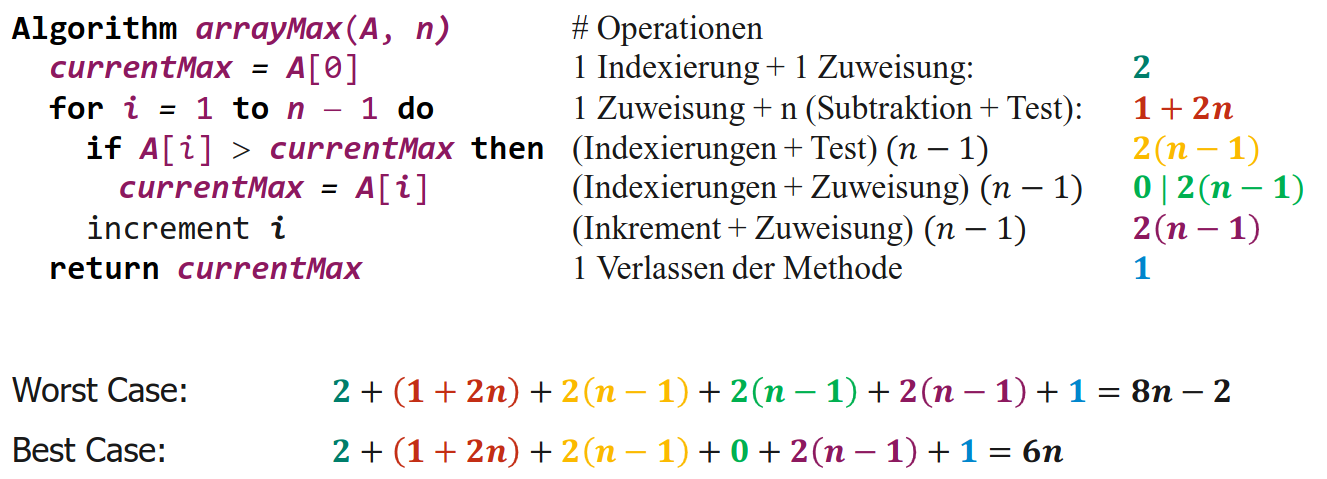 Algorithm arrayMax(A, n) # Operationen
currentMax = A[0] 1 Indexierung + 1 Zuweisung: 2
for i = 1 to n − 1 do 1 Zuweisung + n (Subtraktion + Test): 1 + 2n
if A[i] > currentMax then (Indexierungen + Test) (n − 1) 2(n − 1)
currentMax = A[i] (Indexierungen + Zuweisung) (n − 1) 0 | 2(n − 1)
increment i (Inkrement + Zuweisung) (n − 1) 2(n − 1)
return currentMax 1 Verlassen der Methode 1
Worst Case: 2 + (1 + 2n) + 2(n − 1) + 2(n − 1) + 2(n − 1) + 1 = 8n − 2
Best Case: 2 + (1 + 2n) + 2(n − 1) + 0 + 2(n − 1) + 1 = 6n